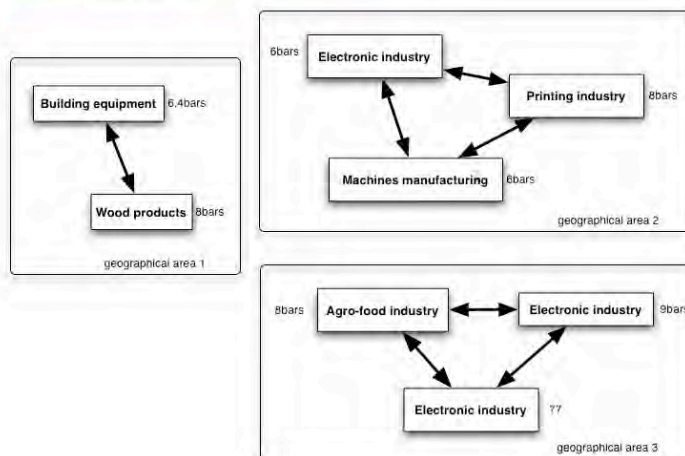 Building equipment 6,4bars
Wood products 8bars
geographical area 1
6bars Electronic industry
Printing industry 8bars
Machines manufacturing 6bars
geographical area 2
8bars Agro-food industry
Electronic industry 9bars
Electronic industry ??
geographical area 3